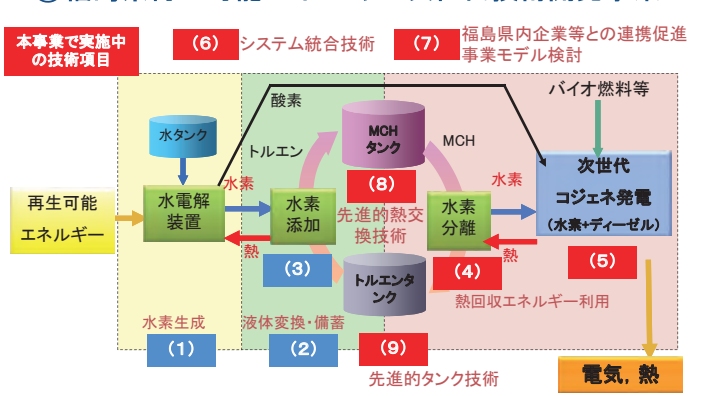 本事業で実施中
の技術項目
(6)
システム統合技術
(7)
福島県内企業等との連携促進
事業モデル検討
酸素
バイオ燃料等
水タンク
MCH
タンク
トルエン
MCH
次世代
コジェネ発電
(水素+ディーゼル)
再生可能
エネルギー
水電解
装置
水素
水素
添加
(8)
先進的熱交
換技術
水素
分離
水素
熱
熱
(3)
(4)
(5)
トルエンタ
ンク
熱回収エネルギー利用
水素生成
(1)
液体変換・備蓄
(2)
(9)
先進的タンク技術
電気,熱